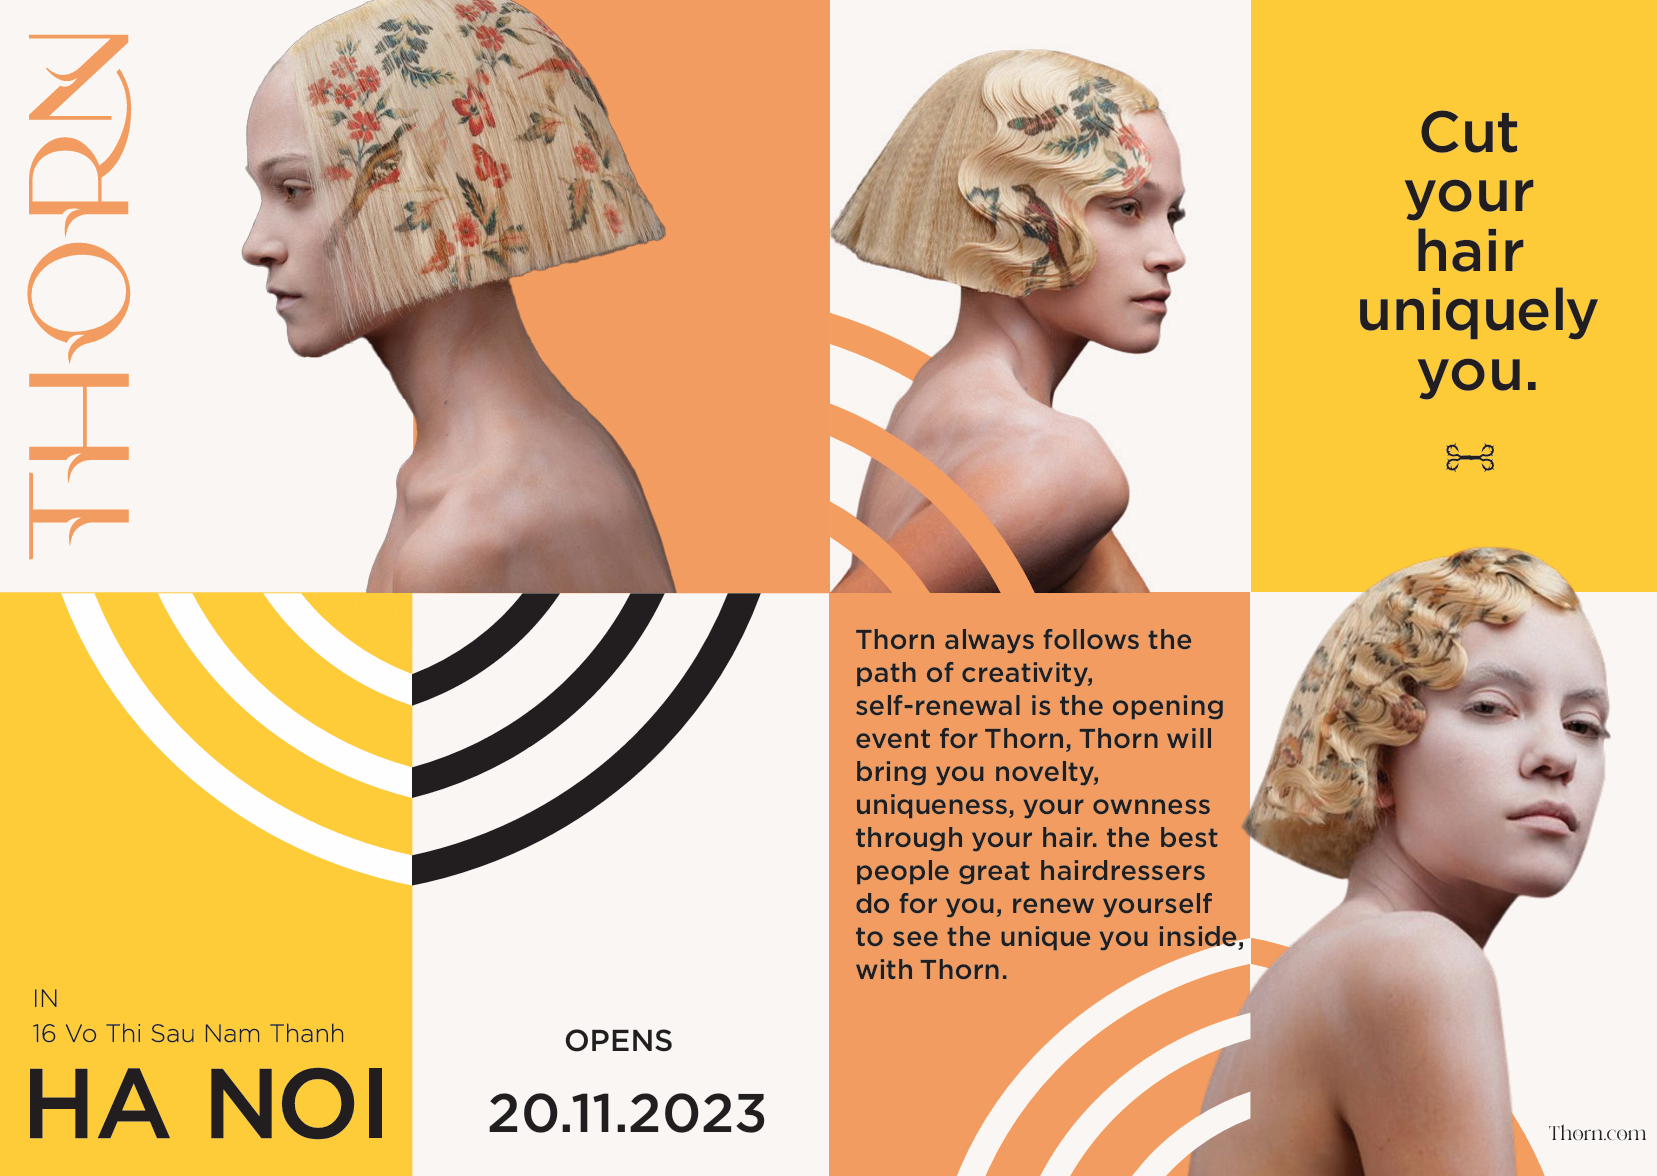 THORN
Cut
your
hair
uniquely
you.
IN
16 Vo Thi Sau Nam Thanh
HA NOI
OPENS
20.11.2023
Thorn always follows the
path of creativity,
self-renewal is the opening
event for Thorn, Thorn will
bring you novelty,
uniqueness, your ownness
through your hair. the best
people great hairdressers
do for you, renew yourself
to see the unique you inside,
with Thorn.
Thorn.com